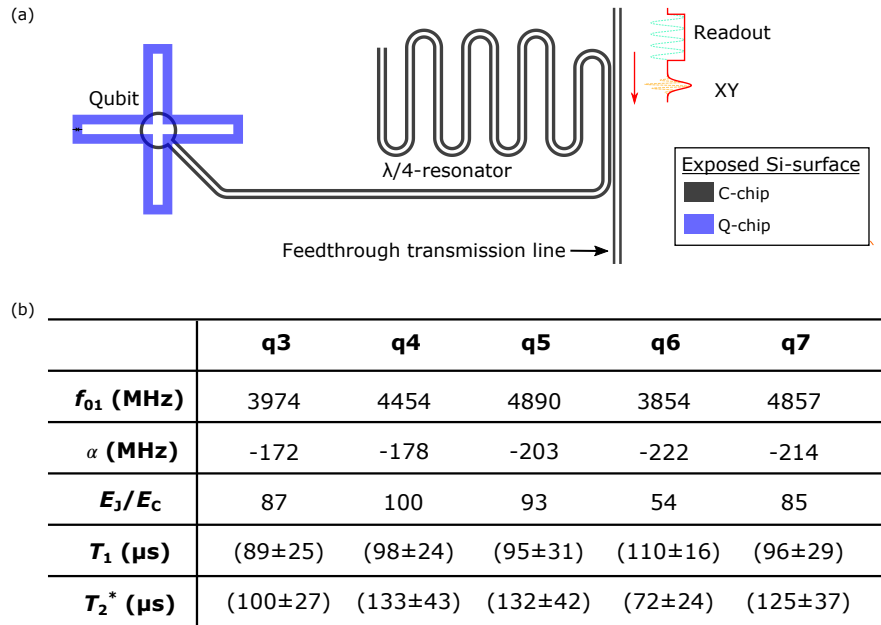 (a)
Readout
XY
Qubit
λ/4-resonator
Feedthrough transmission line
Exposed Si-surface
C-chip
Q-chip
(b)
q3 q4 q5 q6 q7
f01 (MHz) 3974 4454 4890 3854 4857
α (MHz) -172 -178 -203 -222 -214
EJ/EC 87 100 93 54 85
T1 (μs) (89±25) (98±24) (95±31) (110±16) (96±29)
T2* (μs) (100±27) (133±43) (132±42) (72±24) (125±37)